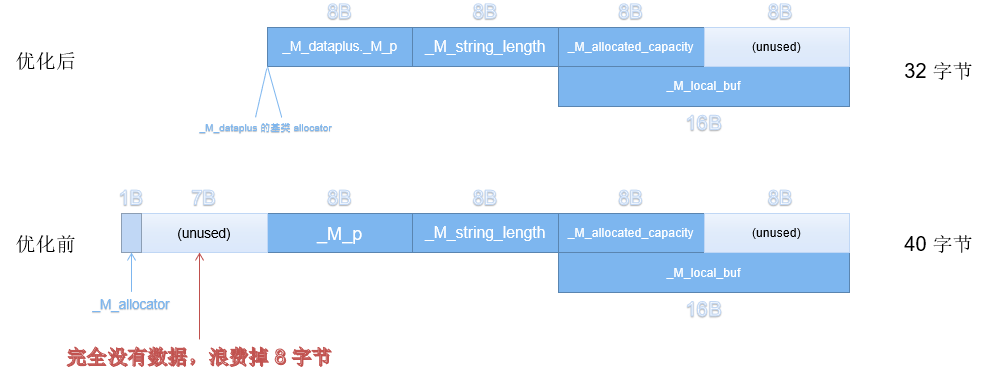 8B 8B 8B 8B
优化后 _M_dataplus._M_p _M_string_length _M_allocated_capacity (unused) 32 字节
_M_local_buf
_M_dataplus 的基类 allocator
16B
1B 7B 8B 8B 8B 8B
优化前 (unused) _M_p _M_string_length _M_allocated_capacity (unused) 40 字节
_M_local_buf
_M_allocator
16B
完全没有数据，浪费掉 8 字节